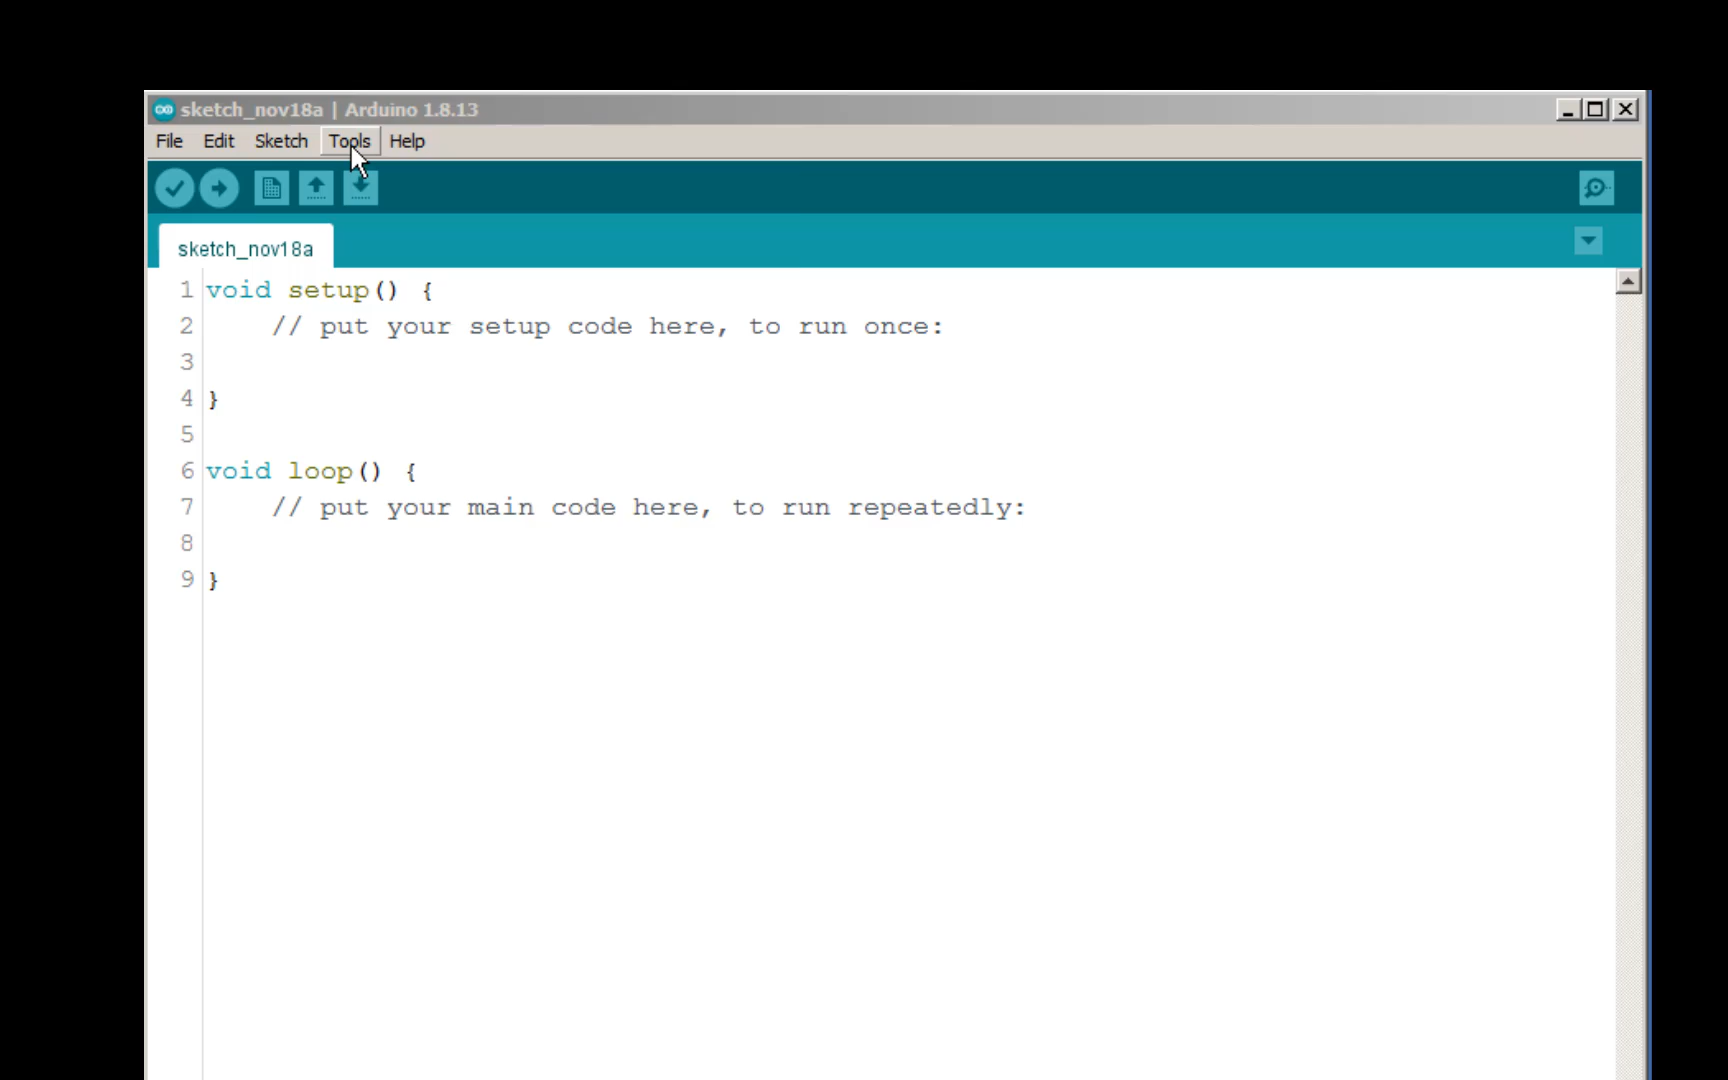 sketch_nov18a | Arduino 1.8.13
File Edit Sketch Tools Help
sketch_nov18a
1 void setup() {
2 // put your setup code here, to run once:
3
4 }
5
6 void loop() {
7 // put your main code here, to run repeatedly:
8
9 }